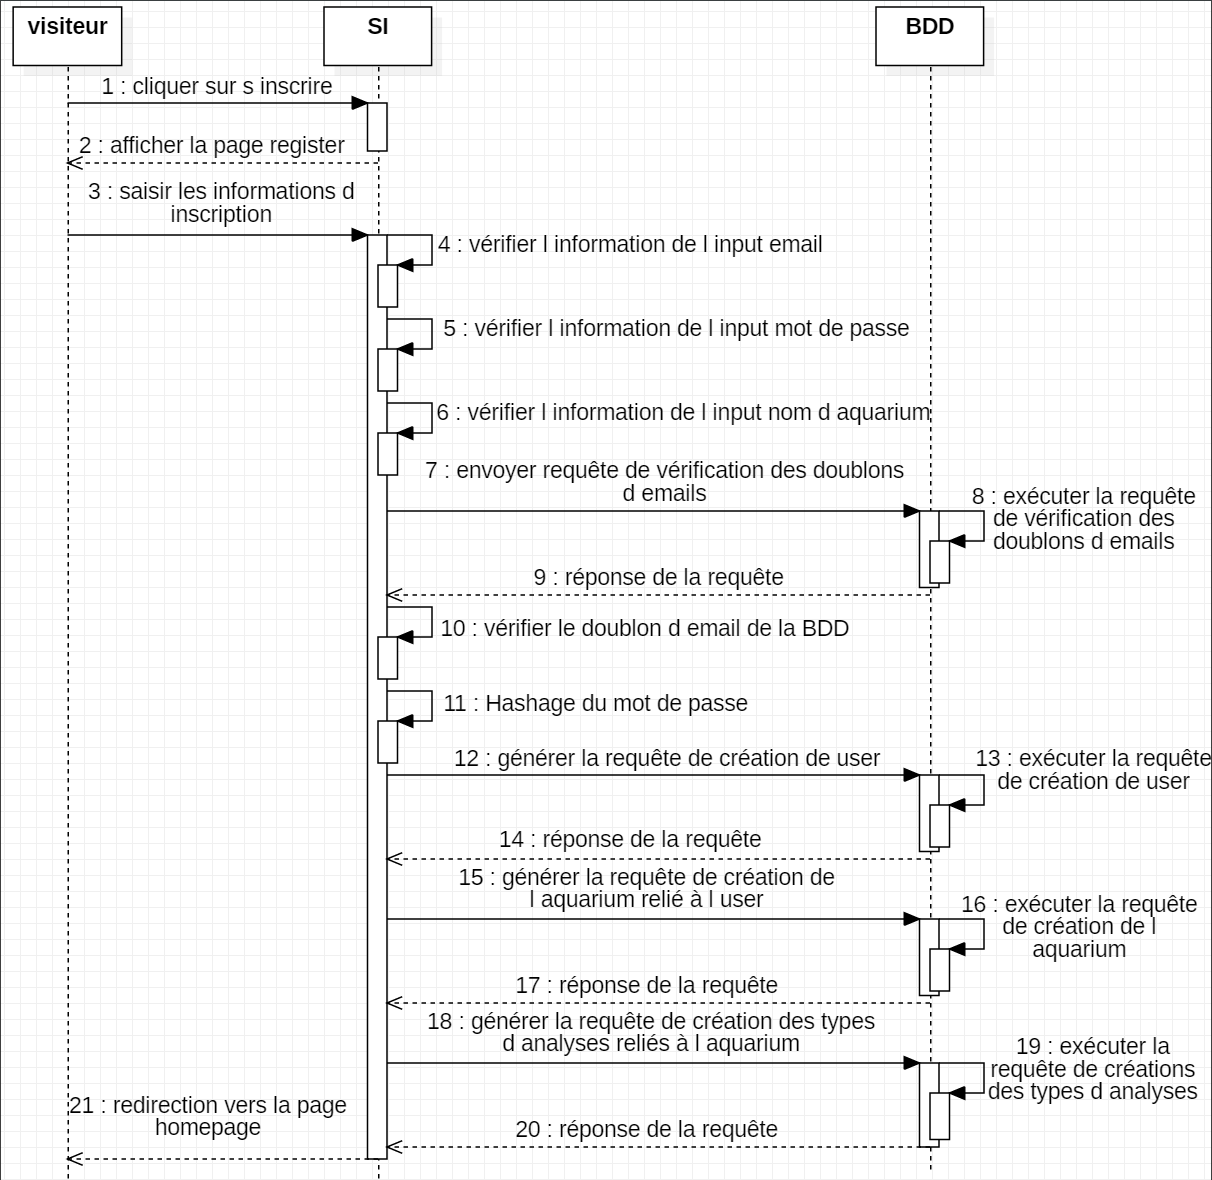 visiteur
SI
BDD
1 : cliquer sur s inscrire
2 : afficher la page register
3 : saisir les informations d
inscription
4 : vérifier l information de l input email
5 : vérifier l information de l input mot de passe
6 : vérifier l information de l input nom d aquarium
7 : envoyer requête de vérification des doublons
d emails
8 : exécuter la requête
de vérification des
doublons d emails
9 : réponse de la requête
10 : vérifier le doublon d email de la BDD
11 : Hashage du mot de passe
12 : générer la requête de création de user
13 : exécuter la requête
de création de user
14 : réponse de la requête
15 : générer la requête de création de
l aquarium relié à l user
16 : exécuter la requête
de création de l
aquarium
17 : réponse de la requête
18 : générer la requête de création des types
d analyses reliés à l aquarium
19 : exécuter la
requête de créations
des types d analyses
20 : réponse de la requête
21 : redirection vers la page
homepage